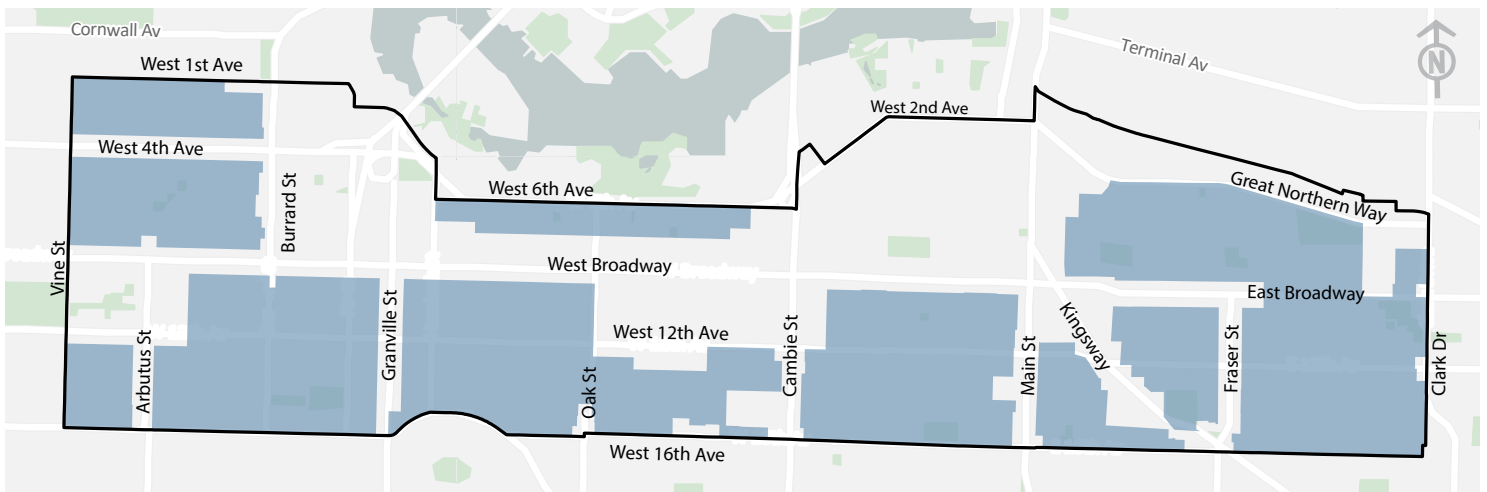 Cornwall Av
West 1st Ave
Terminal Av
N
West 2nd Ave
West 4th Ave
West 6th Ave
Great Northern Way
Burrard St
Vine St
West Broadway
East Broadway
Kingsway
West 12th Ave
Granville St
Arbutus St
Oak St
Cambie St
Main St
Fraser St
Clark Dr
West 16th Ave